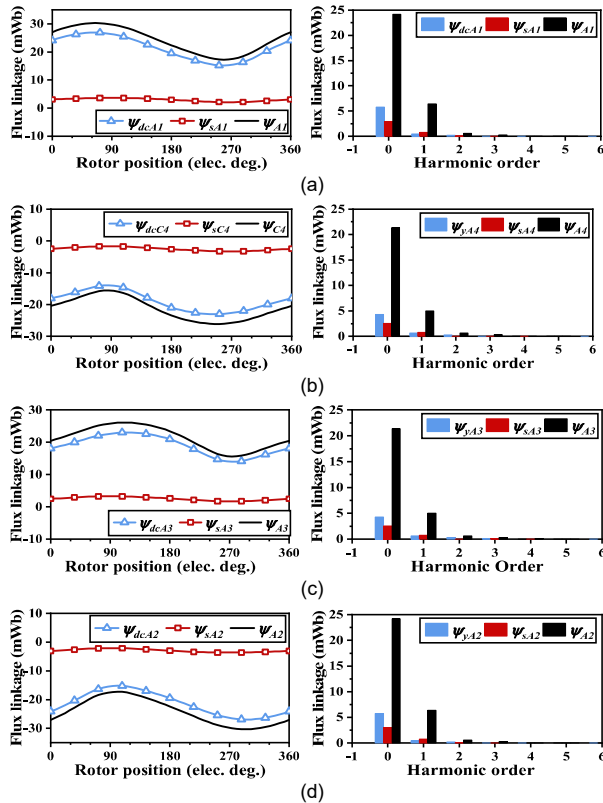 Flux linkage (mWb)
40
30
20
10
0
-10
0 90 180 270 360
ψdcA1 ψsA1 ψA1
Rotor position (elec. deg.)
Flux linkage (mWb)
25
20
15
10
5
0
-1 0 1 2 3 4 5 6
ψdcA1 ψsA1 ψA1
Harmonic order
(a)
Flux linkage (mWb)
10
0
-10
-20
-30
0 90 180 270 360
ψdcC4 ψsC4 ψC4
Rotor position (elec. deg.)
Flux linkage (mWb)
25
20
15
10
5
0
-1 0 1 2 3 4 5 6
ψyA4 ψsA4 ψA4
Harmonic order
(b)
Flux linkage (mWb)
30
20
10
0
-10
0 90 180 270 360
ψdcA3 ψsA3 ψA3
Rotor position (elec. deg.)
Flux linkage (mWb)
25
20
15
10
5
0
-1 0 1 2 3 4 5 6
ψyA3 ψsA3 ψA3
Harmonic Order
(c)
Flux linkage (mWb)
10
0
-10
-20
-30
0 90 180 270 360
ψdcA2 ψsA2 ψA2
Rotor position (elec. deg.)
Flux linkage (mWb)
25
20
15
10
5
0
-1 0 1 2 3 4 5 6
ψyA2 ψsA2 ψA2
Harmonic order
(d)